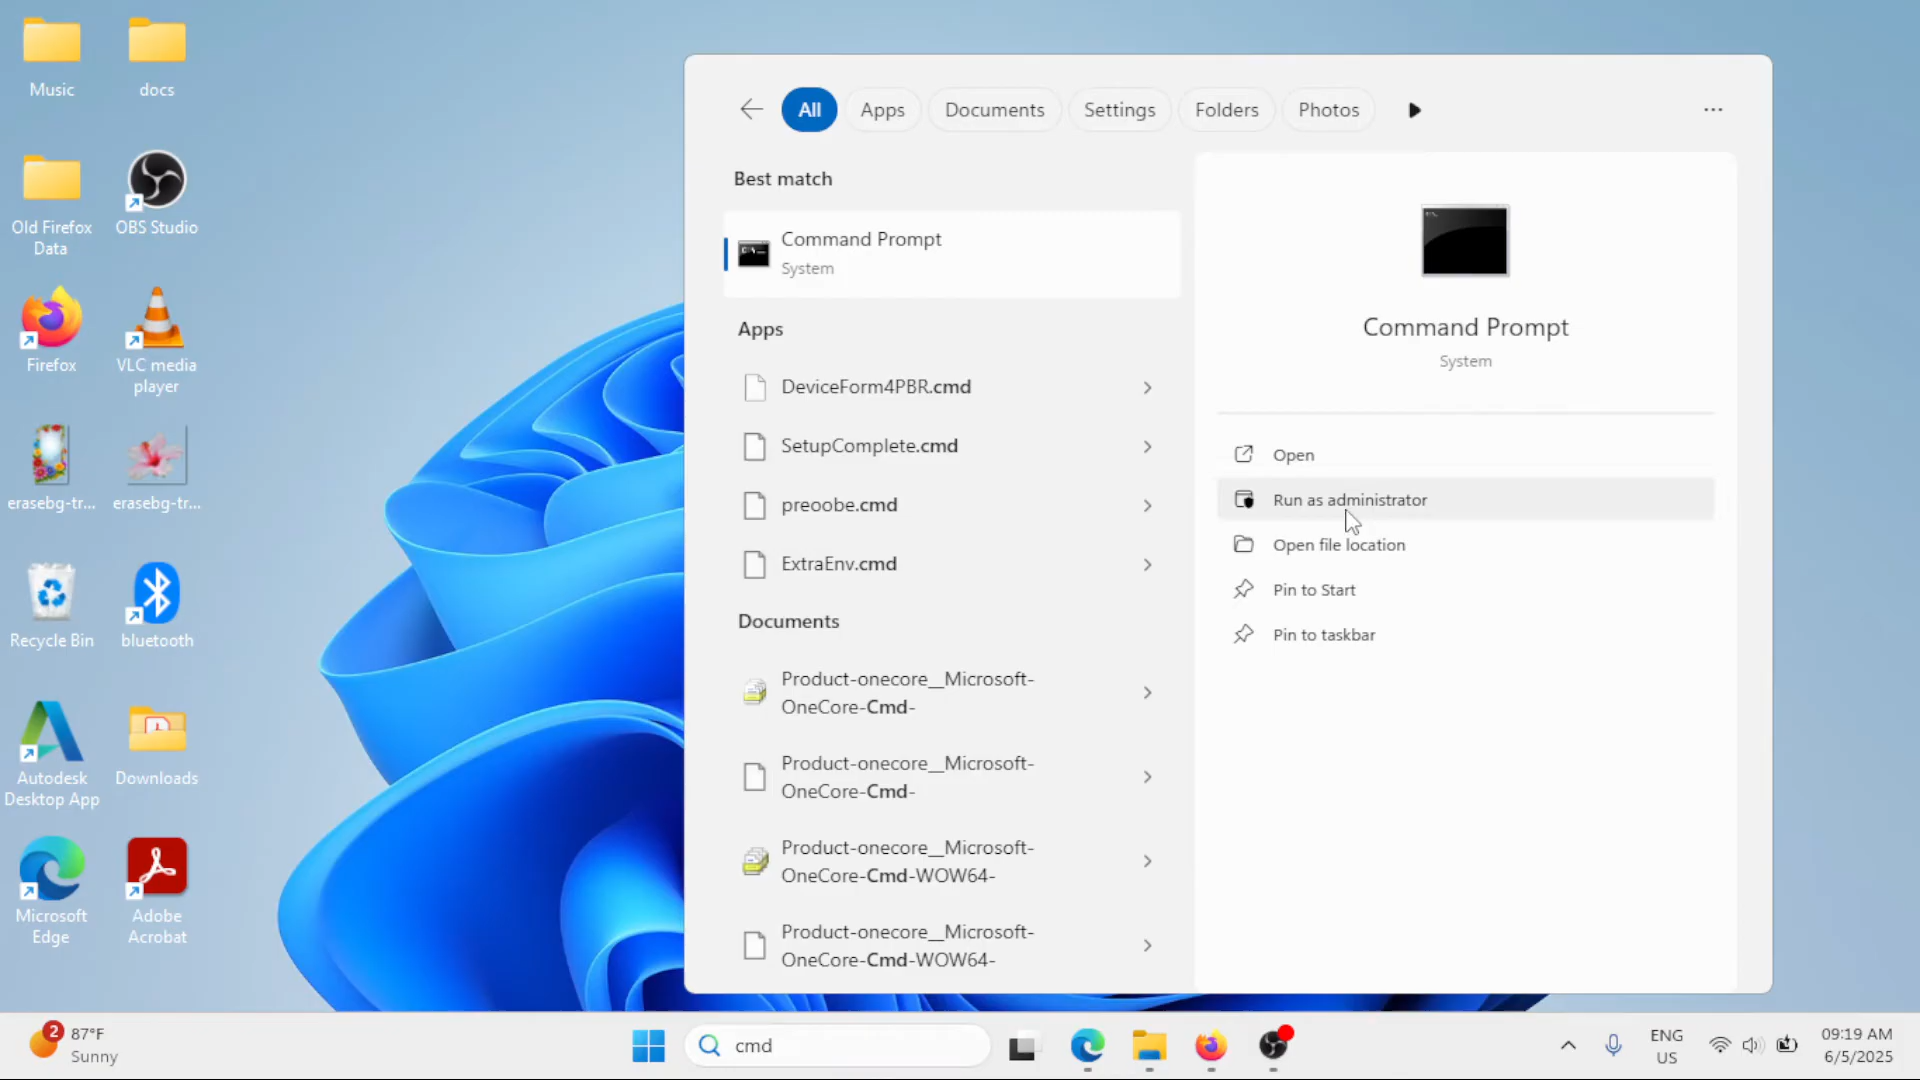 Music
docs
Old Firefox
Data
OBS Studio
Firefox
VLC media
player
erasebg-tr...
erasebg-tr...
Recycle Bin
bluetooth
Autodesk
Desktop App
Downloads
Microsoft
Edge
Adobe
Acrobat
All
Apps
Documents
Settings
Folders
Photos
Best match
Command Prompt
System
Apps
DeviceForm4PBR.cmd
SetupComplete.cmd
preoobe.cmd
ExtraEnv.cmd
Documents
Product-onecore__Microsoft-
OneCore-Cmd-
Product-onecore__Microsoft-
OneCore-Cmd-
Product-onecore__Microsoft-
OneCore-Cmd-WOW64-
Product-onecore__Microsoft-
OneCore-Cmd-WOW64-
Command Prompt
System
Open
Run as administrator
Open file location
Pin to Start
Pin to taskbar
2
87°F
Sunny
cmd
ENG
US
09:19 AM
6/5/2025